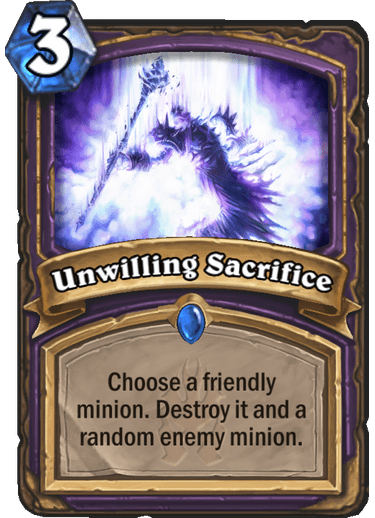 3
Unwilling Sacrifice
Choose a friendly
minion. Destroy it and a
random enemy minion.